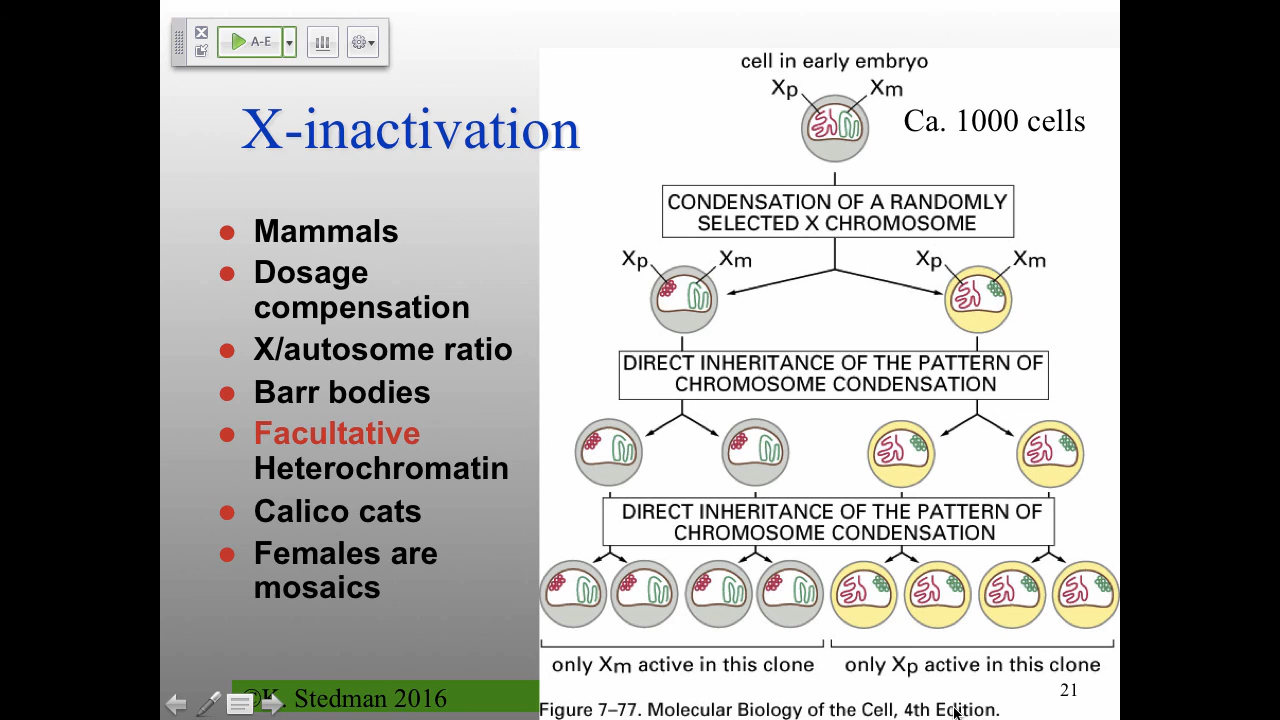 A-E
X-inactivation
Mammals
Dosage
compensation
X/autosome ratio
Barr bodies
Facultative
Heterochromatin
Calico cats
Females are
mosaics
©K. Stedman 2016
cell in early embryo
Xp Xm
Ca. 1000 cells
CONDENSATION OF A RANDOMLY
SELECTED X CHROMOSOME
Xp Xm Xp Xm
DIRECT INHERITANCE OF THE PATTERN OF
CHROMOSOME CONDENSATION
DIRECT INHERITANCE OF THE PATTERN OF
CHROMOSOME CONDENSATION
only Xm active in this clone only Xp active in this clone
21
Figure 7–77. Molecular Biology of the Cell, 4th Edition.